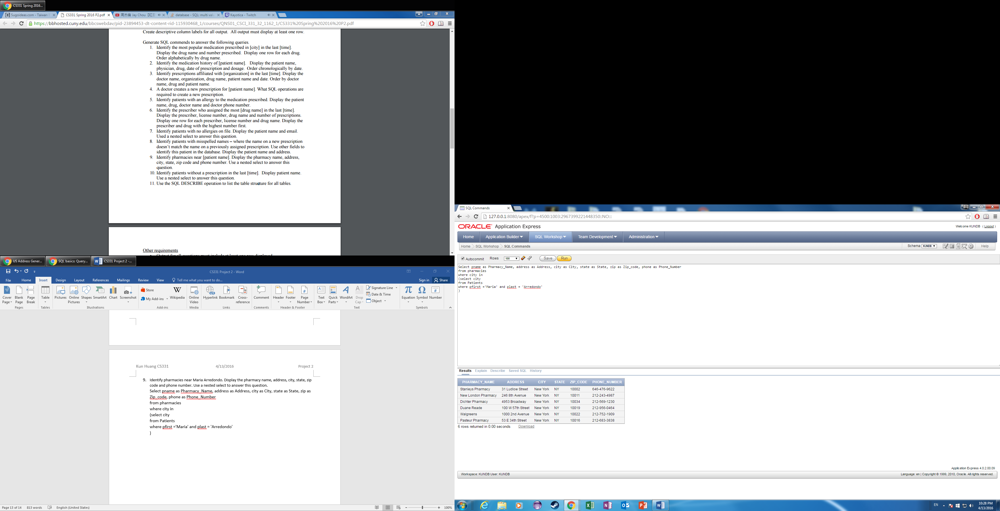 CS331 Spring 2016...
Sugoideas.com - Taiwan
CS331 Spring 2016 P2.pdf
周杰倫 Jay Chou
database - SQL: multi val
Kayotica - Twitch
https://bbhosted.cuny.edu/bbcswebdav/pid-23894453-dt-content-rid-115930468_1/courses/QNS01_CSCI_331_32_1162_1/CS331%20Spring%202016%20P2.pdf
Create descriptive column labels for all output. All output must display at least one row.
Generate SQL commends to answer the following queries.
1. Identify the most popular medication prescribed in [city] in the last [time].
Display the drug name and number prescribed. Display one row for each drug.
Order alphabetically by drug name.
2. Identify the medication history of [patient name]. Display the patient name,
physician, drug, date of prescription and dosage. Order chronologically by date.
3. Identify prescriptions affiliated with [organization] in the last [time]. Display the
doctor name, organization, drug name, patient name and date. Order by doctor
name, drug and patient name.
4. A doctor creates a new prescription for [patient name]. What SQL operations are
required to create a new prescription.
5. Identify patients with an allergy to the medication prescribed. Display the patient
name, drug, doctor name and doctor phone number.
6. Identify the prescriber who assigned the most [drug name] in the last [time].
Display the prescriber, license number, drug name and number of prescriptions.
Display one row for each prescriber, license number and drug name. Display the
prescriber and drug with the highest number first.
7. Identify patients with no allergies on file. Display the patient name and email.
Used a nested select to answer this question.
8. Identify patients with misspelled names – where the name on a new prescription
doesn't match the name on a previously assigned prescription. Use other fields to
identify this patient in the database. Display the patient name and address.
9. Identify pharmacies near [patient name]. Display the pharmacy name, address,
city, state, zip code and phone number. Use a nested select to answer this
question.
10. Identify patients without a prescription in the last [time]. Display patient name.
Use a nested select to answer this question.
11. Use the SQL DESCRIBE operation to list the table structure for all tables.
Other requirements
US Address Gener...
SQL basics: Query...
CS331 Project 2 -...
CS331 Project 2 - Word
File Home Insert Design Layout References Mailings Review View Tell me what you want to do... Sign in Share
Cover Page
Blank Page
Page Break
Table
Pictures
Online Pictures
Shapes
SmartArt
Chart
Screenshot
Store
My Add-ins
Wikipedia
Online Video
Hyperlink
Bookmark
Cross-reference
Comment
Header
Footer
Page Number
Text Box
Quick Parts
WordArt
Drop Cap
Signature Line
Date & Time
Object
Equation
Symbol
Number
Pages Tables Illustrations Add-ins Media Links Comments Header & Footer Text Symbols
Kun Huang CS331 4/13/2016 Project 2
9. Identify pharmacies near Maria Arredondo. Display the pharmacy name, address, city, state, zip
code and phone number. Use a nested select to answer this question.
Select pname as Pharmacy_Name, address as Address, city as City, state as State, zip as
Zip_code, phone as Phone_Number
from pharmacies
where city in
(select city
from Patients
where pfirst ='Maria' and plast = 'Arredondo'
)
Page 13 of 14 813 words English (United States) 100%
SQL Commands
127.0.0.1:8080/apex/f?p=4500:1003:2967399221448350::NO:::
ORACLE Application Express
Welcome KUNDB ( Logout )
Home Application Builder SQL Workshop Team Development Administration
Home SQL Workshop SQL Commands Schema KUNDB Help
Autocommit Rows 100 Save Run
Select pname as Pharmacy_Name, address as Address, city as City, state as State, zip as Zip_code, phone as Phone_Number
from pharmacies
where city in
(select city
from Patients
where pfirst ='Maria' and plast = 'Arredondo'
)
Results Explain Describe Saved SQL History
PHARMACY_NAME ADDRESS CITY STATE ZIP_CODE PHONE_NUMBER
Stanleys Pharmacy 31 Ludlow Street New York NY 10002 646-476-9622
New London Pharmacy 246 8th Avenue New York NY 10011 212-243-4987
Dichter Pharmacy 4953 Broadway New York NY 10034 212-569-1230
Duane Reade 100 W 57th Street New York NY 10019 212-956-0464
Walgreens 1000 2nd Avenue New York NY 10022 212-752-1909
Pasteur Pharmacy 53 E 34th Street New York NY 10016 212-683-3838
6 rows returned in 0.00 seconds Download
Application Express 4.0.2.00.09
Workspace: KUNDB User: KUNDB
Language: en | Copyright © 1999, 2010, Oracle. All rights reserved.
EN
10:28 PM
4/13/2016